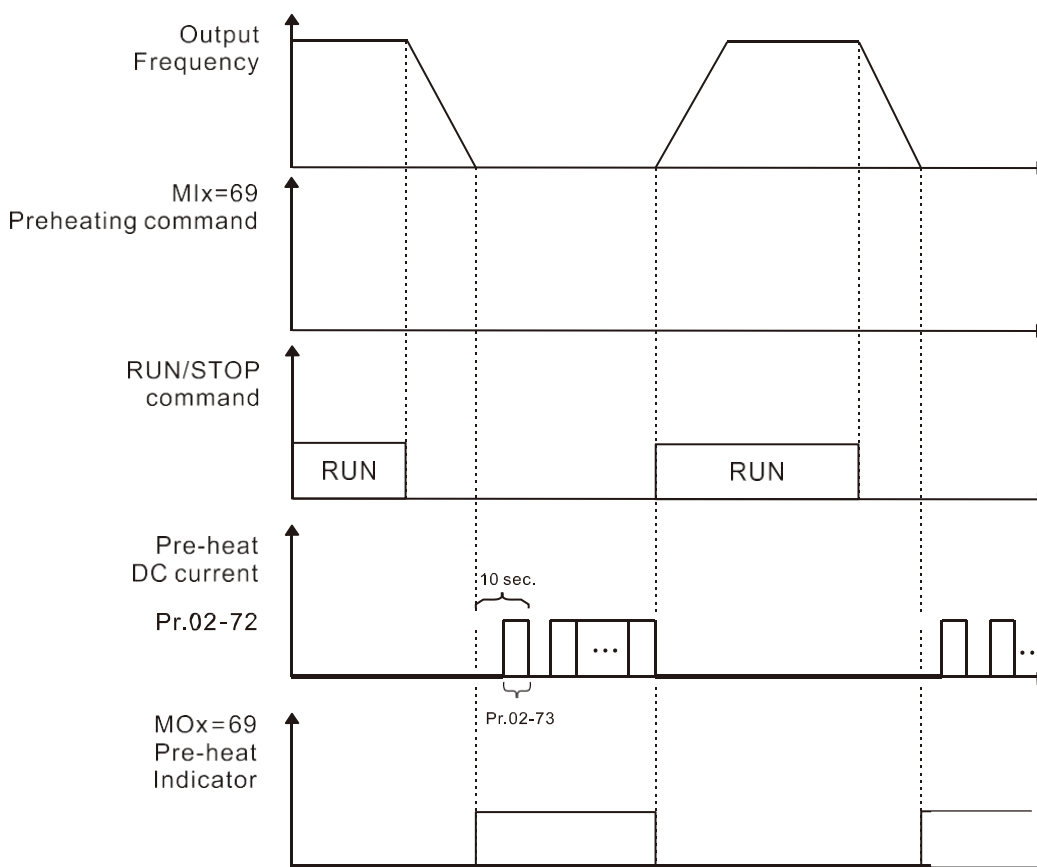 Output
Frequency
MIx=69
Preheating command
RUN/STOP
command
RUN
RUN
Pre-heat
DC current
10 sec.
Pr.02-72
...
...
Pr.02-73
MOx=69
Pre-heat
Indicator